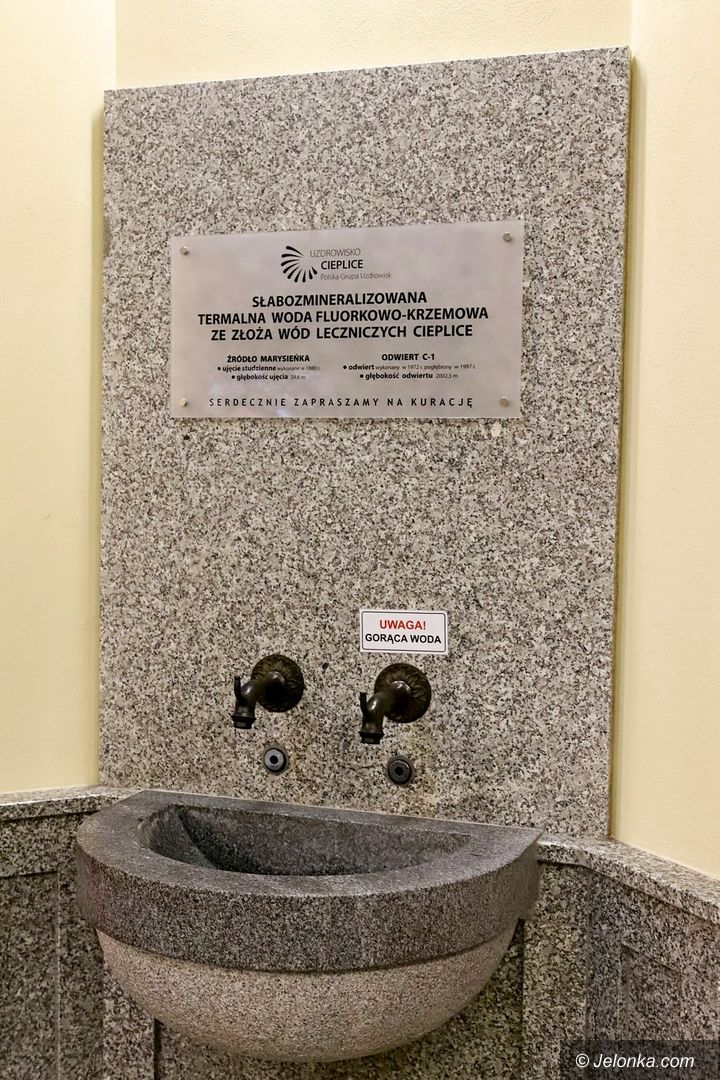 UZDROWISKO
CIEPLICE
Polska Grupa Uzdrowisk
SŁABOZMINERALIZOWANA
TERMALNA WODA FLUORKOWO-KRZEMOWA
ZE ZŁOŻA WÓD LECZNICZYCH CIEPLICE
ŹRÓDŁO MARYSIEŃKA
• ujęcie studzienne wykonane w 1880 r.
• głębokość ujęcia 24,6 m
ODWIERT C-1
• odwiert wykonany w 1972 r. pogłębiony w 1997 r.
• głębokość odwiertu 2002,5 m
SERDECZNIE ZAPRASZAMY NA KURACJĘ
UWAGA!
GORĄCA WODA
© Jelonka.com